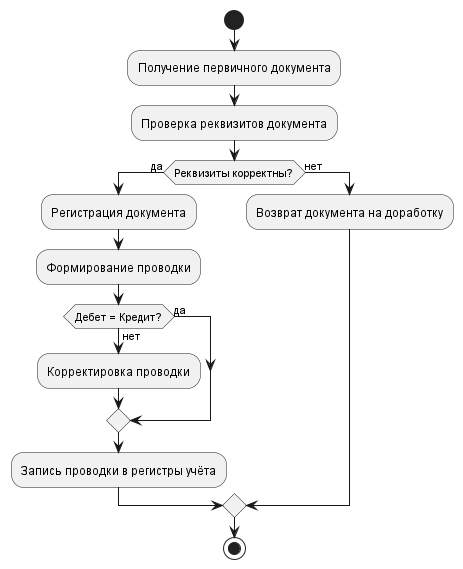 Получение первичного документа
Проверка реквизитов документа
да
Реквизиты корректны?
нет
Регистрация документа
Возврат документа на доработку
Формирование проводки
Дебет = Кредит?
да
нет
Корректировка проводки
Запись проводки в регистры учёта